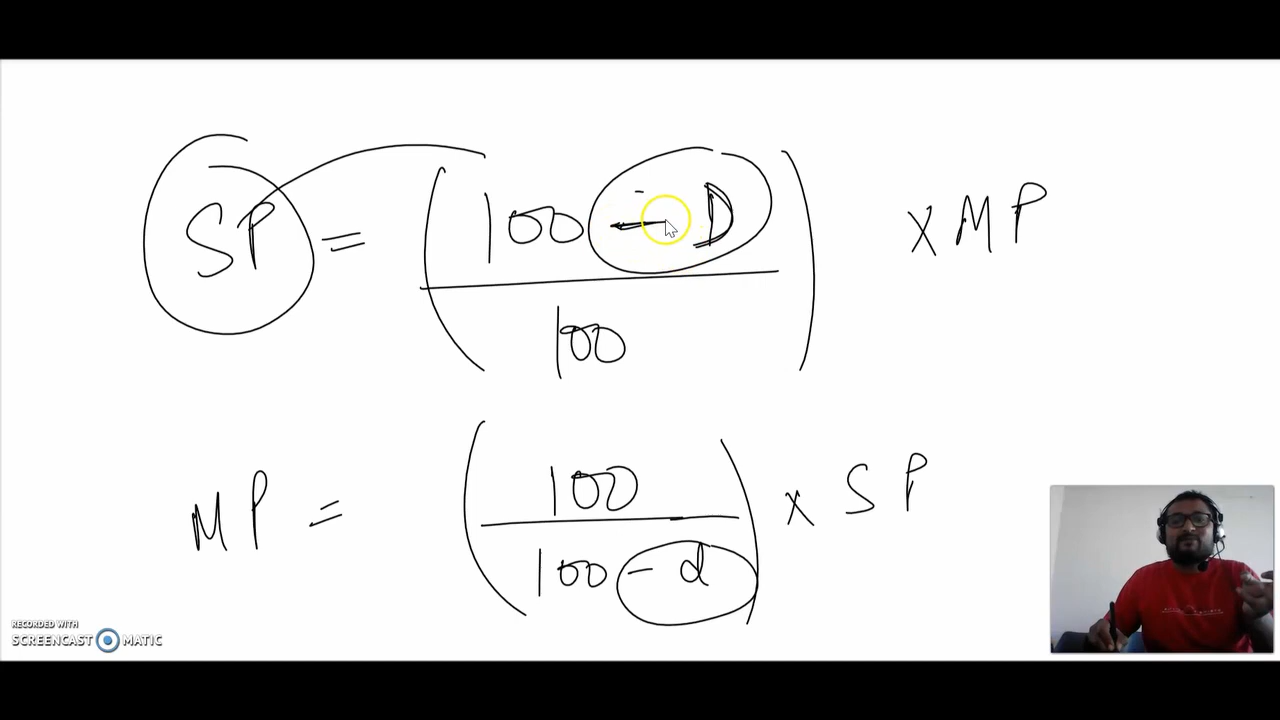 SP = (100 - D / 100) x MP
MP = (100 / 100 - d) x SP
RECORDED WITH
SCREENCAST MATIC